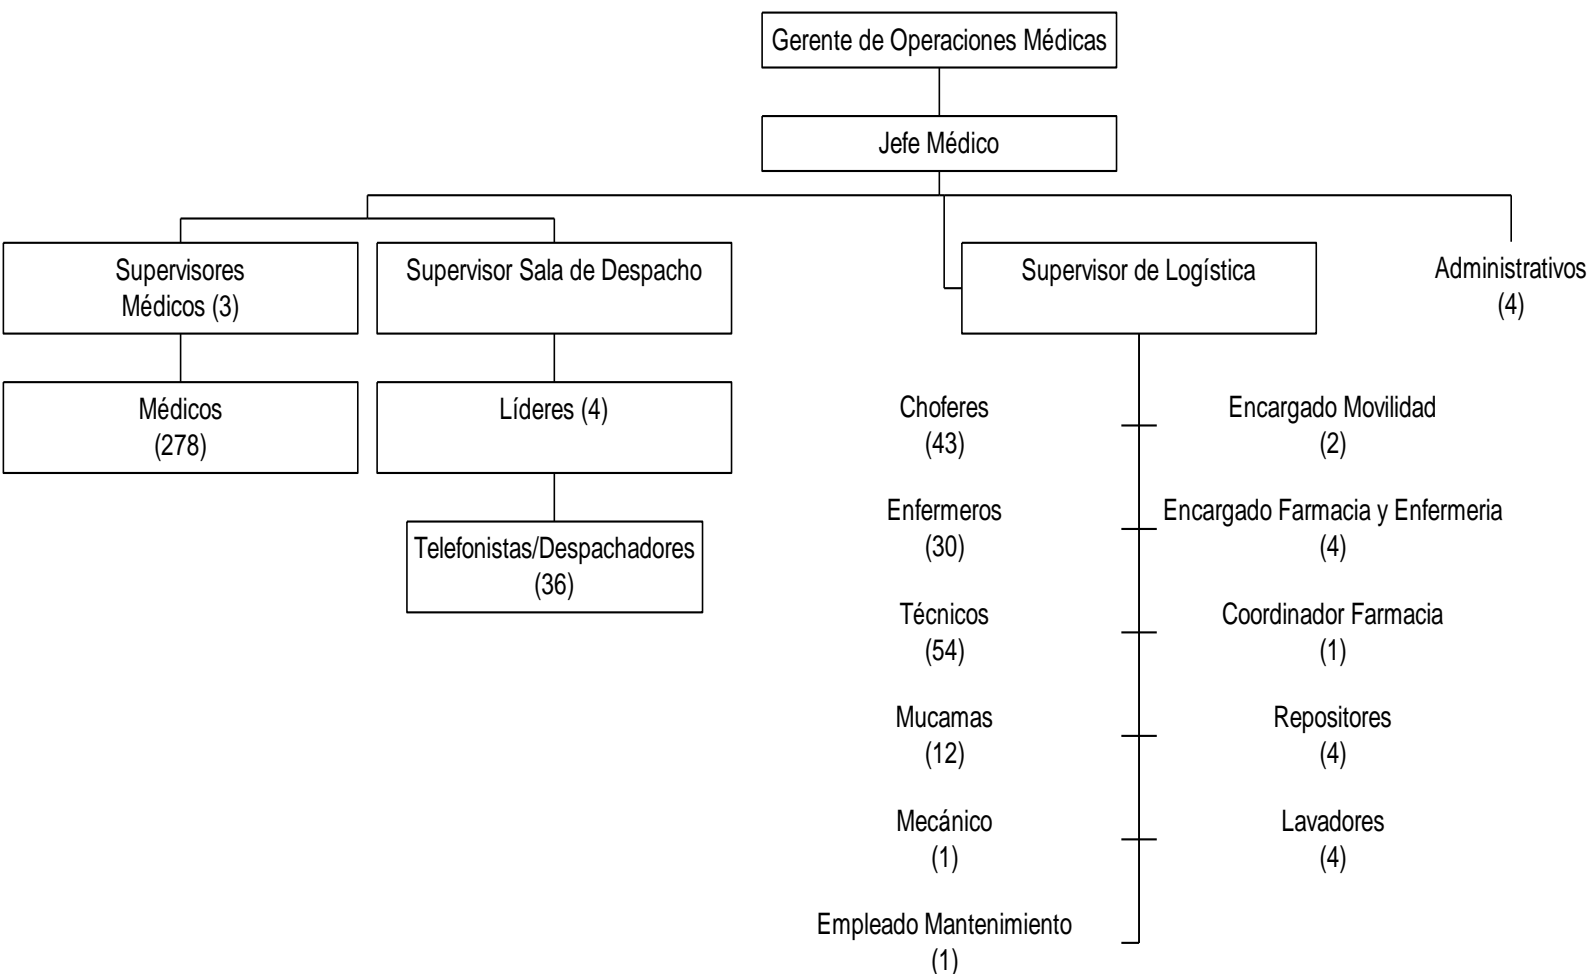 Gerente de Operaciones Médicas
Jefe Médico
Supervisores
Médicos (3)
Supervisor Sala de Despacho
Supervisor de Logística
Administrativos
(4)
Médicos
(278)
Líderes (4)
Telefonistas/Despachadores
(36)
Choferes
(43)
Encargado Movilidad
(2)
Enfermeros
(30)
Encargado Farmacia y Enfermeria
(4)
Técnicos
(54)
Coordinador Farmacia
(1)
Mucamas
(12)
Repositores
(4)
Mecánico
(1)
Lavadores
(4)
Empleado Mantenimiento
(1)